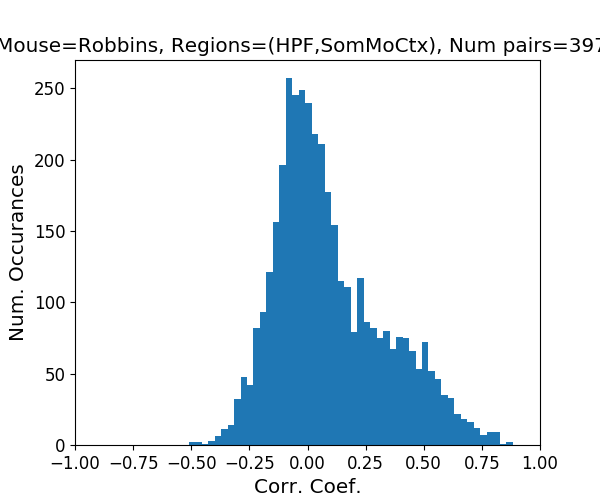 Mouse=Robbins, Regions=(HPF,SomMoCtx), Num pairs=397
250
200
150
100
50
0
Num. Occurances
−1.00 −0.75 −0.50 −0.25 0.00 0.25 0.50 0.75 1.00
Corr. Coef.